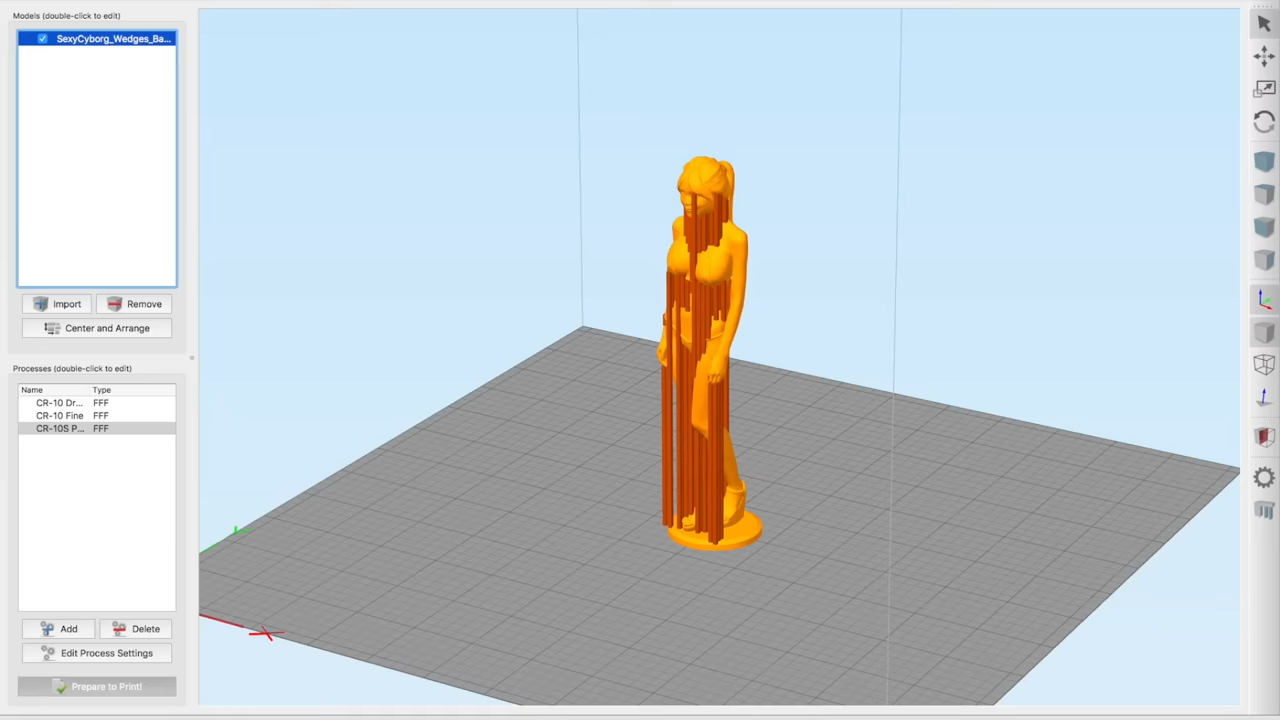 Models (double-click to edit)
SexyCyborg_Wedges_Ba...
Import
Remove
Center and Arrange
Processes (double-click to edit)
Name Type
CR-10 Dr... FFF
CR-10 Fine FFF
CR-10S P... FFF
Add
Delete
Edit Process Settings
Prepare to Print!